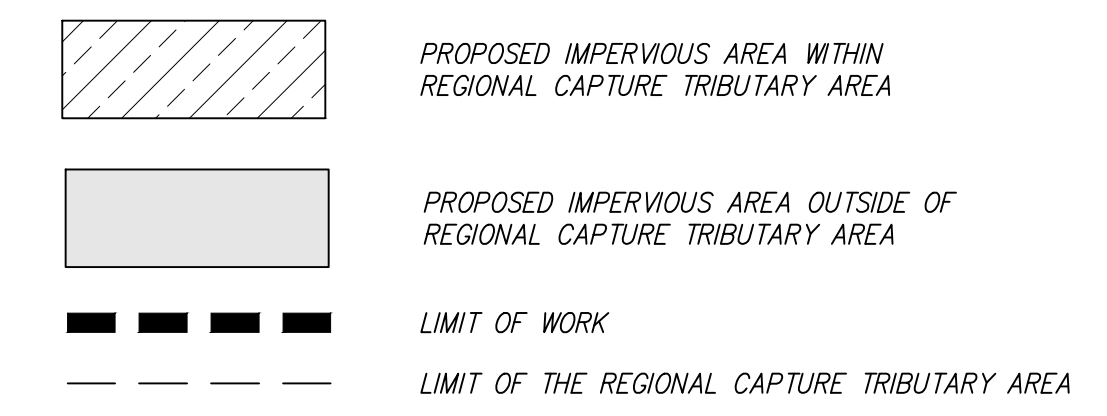 PROPOSED IMPERVIOUS AREA WITHIN
REGIONAL CAPTURE TRIBUTARY AREA
PROPOSED IMPERVIOUS AREA OUTSIDE OF
REGIONAL CAPTURE TRIBUTARY AREA
LIMIT OF WORK
LIMIT OF THE REGIONAL CAPTURE TRIBUTARY AREA